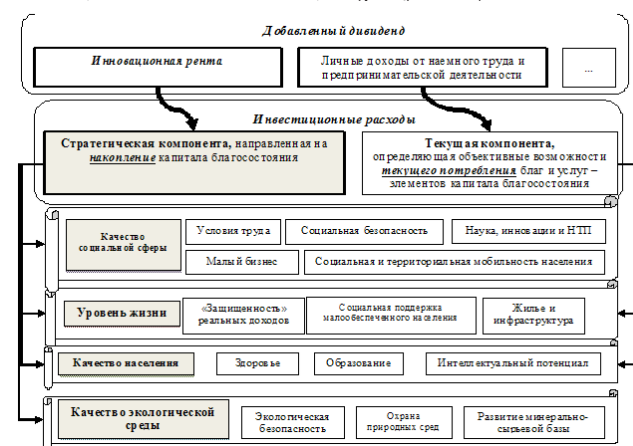 Добавленный дивиденд
Инновационная рента
Личные доходы от наемного труда и
предпринимательской деятельности
...
Инвестиционные расходы
Стратегическая компонента, направленная на
накопление капитала благосостояния
Текущая компонента,
определяющая объективные возможности
текущего потребления благ и услуг –
элементов капитала благосостояния
Качество
социальной сферы
Условия труда
Социальная безопасность
Наука, инновации и НТП
Малый бизнес
Социальная и территориальная мобильность населения
Уровень жизни
«Защищенность»
реальных доходов
Социальная поддержка
малообеспеченного населения
Жилье и
инфраструктура
Качество населения
Здоровье
Образование
Интеллектуальный потенциал
Качество экологической
среды
Экологическая
безопасность
Охрана
природных сред
Развитие минерально-
сырьевой базы